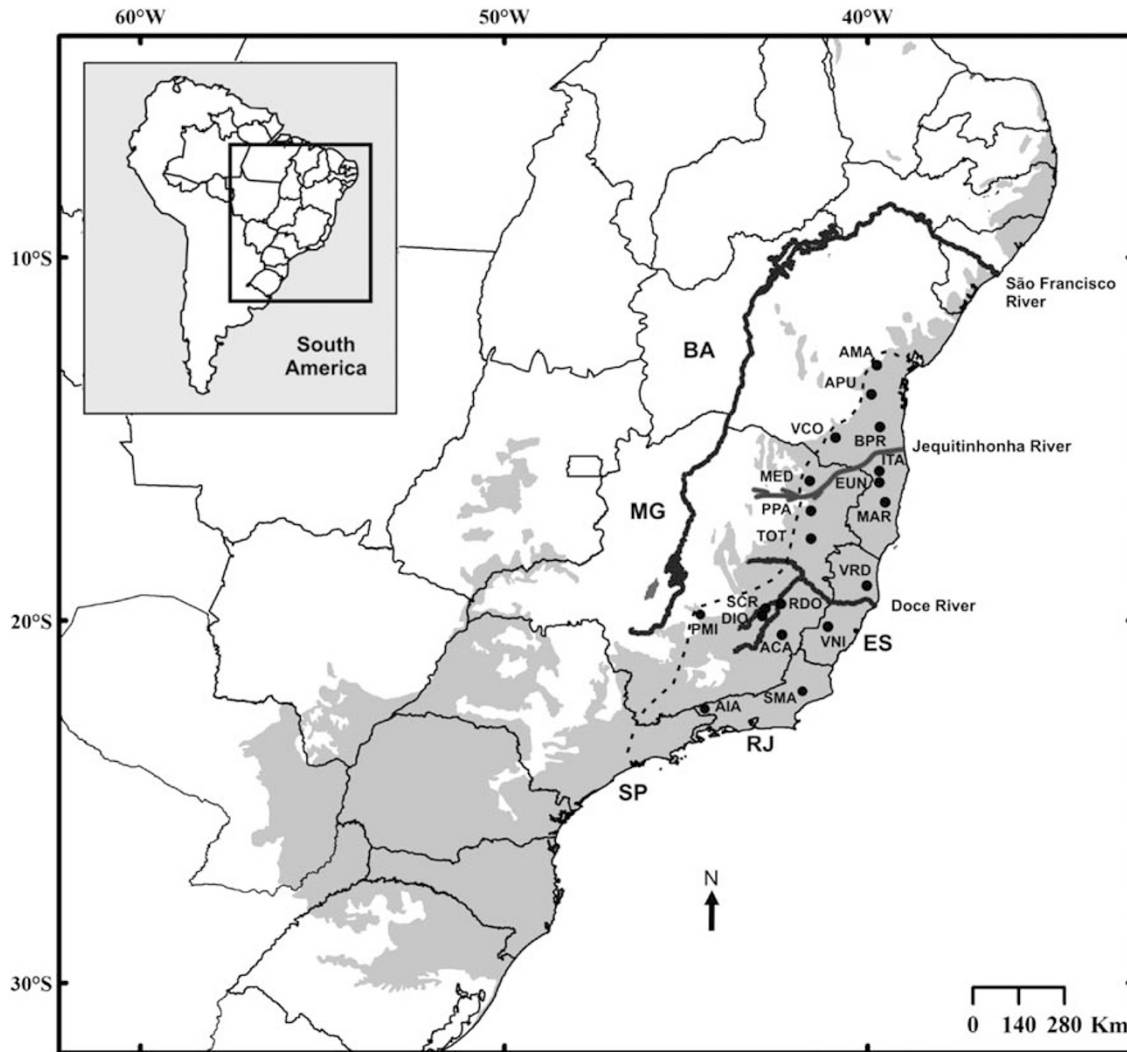 60°W
50°W
40°W
10°S
20°S
30°S
South
America
São Francisco
River
BA
AMA
APU
VCO
BPR
Jequitinhonha River
ITA
MED
EUN
MG
PPA
MAR
TOT
VRD
SCR
RDO
Doce River
DIO
PMI
ACA
VNI
ES
SMA
AIA
RJ
SP
N
0 140 280 Km